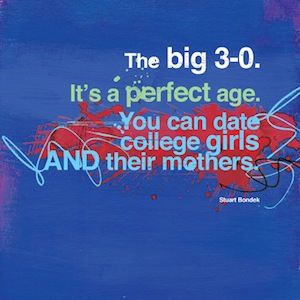 The big 3-0.
It's a perfect age.
You can date
college girls
AND their mothers.
Stuart Bondek